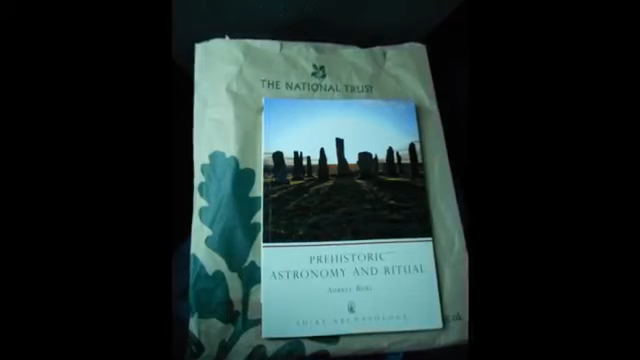 THE NATIONAL TRUST
PREHISTORIC
ASTRONOMY AND RITUAL
AUBREY BURL
SHIRE ARCHAEOLOGY